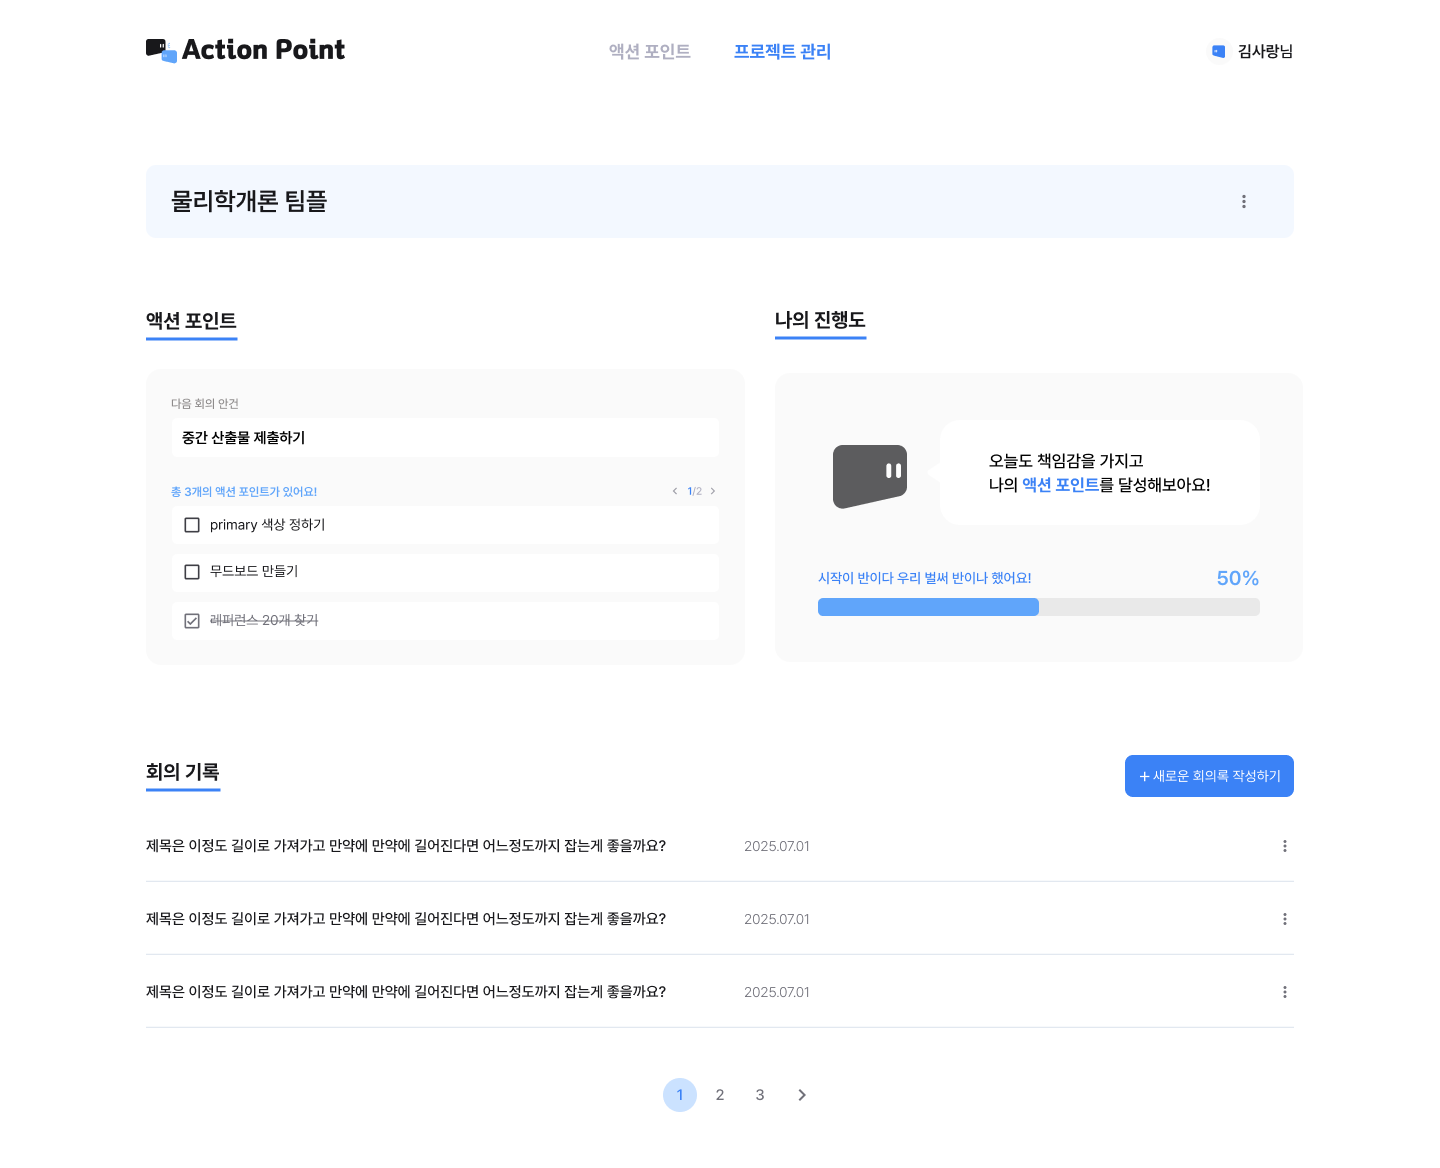 Action Point
액션 포인트
프로젝트 관리
김사랑님
물리학개론 팀플
액션 포인트
다음 회의 안건
중간 산출물 제출하기
총 3개의 액션 포인트가 있어요!
1/2
primary 색상 정하기
무드보드 만들기
레퍼런스 20개 찾기
나의 진행도
오늘도 책임감을 가지고
나의 액션 포인트를 달성해보아요!
시작이 반이다 우리 벌써 반이나 했어요!
50%
회의 기록
+ 새로운 회의록 작성하기
제목은 이정도 길이로 가져가고 만약에 만약에 길어진다면 어느정도까지 잡는게 좋을까요?
2025.07.01
제목은 이정도 길이로 가져가고 만약에 만약에 길어진다면 어느정도까지 잡는게 좋을까요?
2025.07.01
제목은 이정도 길이로 가져가고 만약에 만약에 길어진다면 어느정도까지 잡는게 좋을까요?
2025.07.01
1 2 3